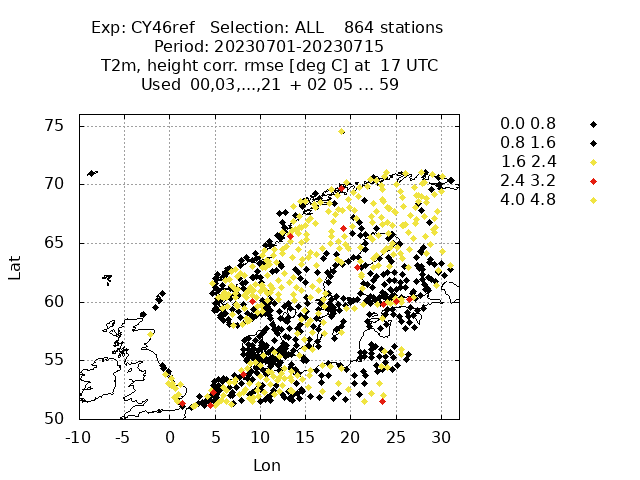 Exp: CY46ref   Selection: ALL    864 stations
Period: 20230701-20230715
T2m, height corr. rmse [deg C] at  17 UTC
Used  00,03,...,21  + 02 05 ... 59
0.0 0.8
0.8 1.6
1.6 2.4
2.4 3.2
4.0 4.8
75
70
65
60
55
50
Lat
-10 -5 0 5 10 15 20 25 30
Lon